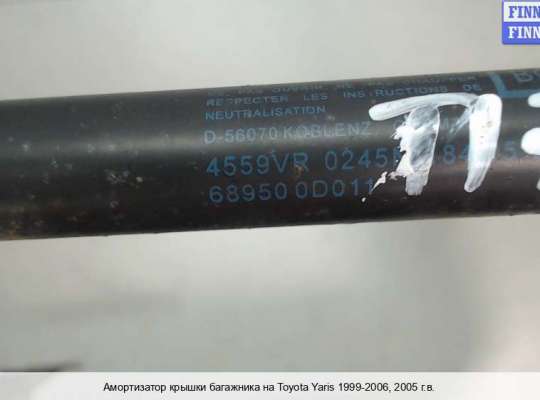 FINN
FINN
RESPECTER LES INSTRUCTIONS DE
NEUTRALISATION
D-56070 KOBLENZ
4559VR 0245
68950 0D011
Амортизатор крышки багажника на Toyota Yaris 1999-2006, 2005 г.в.